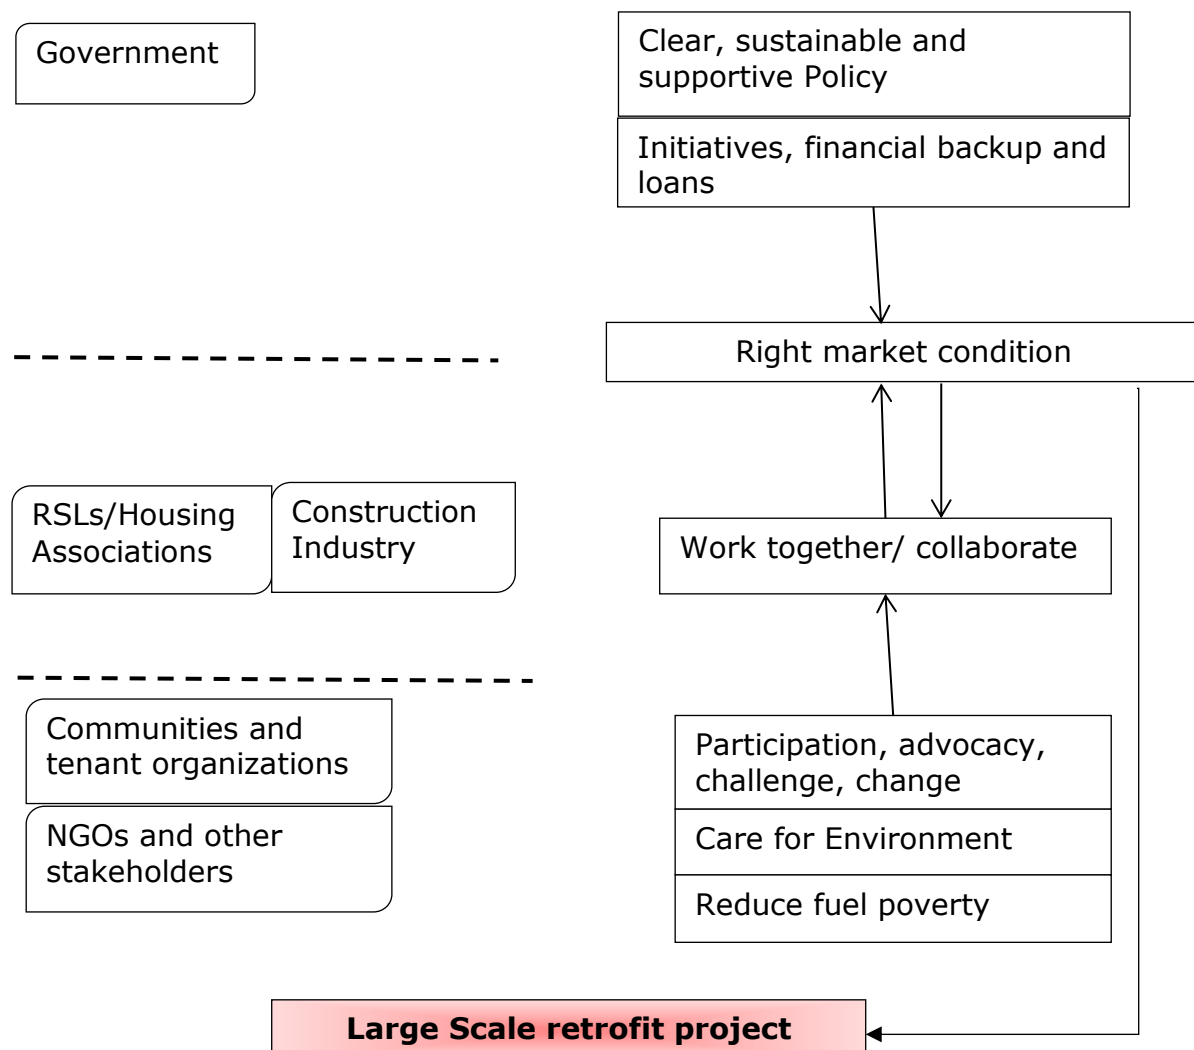 Government
Clear, sustainable and
supportive Policy
Initiatives, financial backup and
loans
Right market condition
RSLs/Housing
Associations
Construction
Industry
Work together/ collaborate
Communities and
tenant organizations
NGOs and other
stakeholders
Participation, advocacy,
challenge, change
Care for Environment
Reduce fuel poverty
Large Scale retrofit project